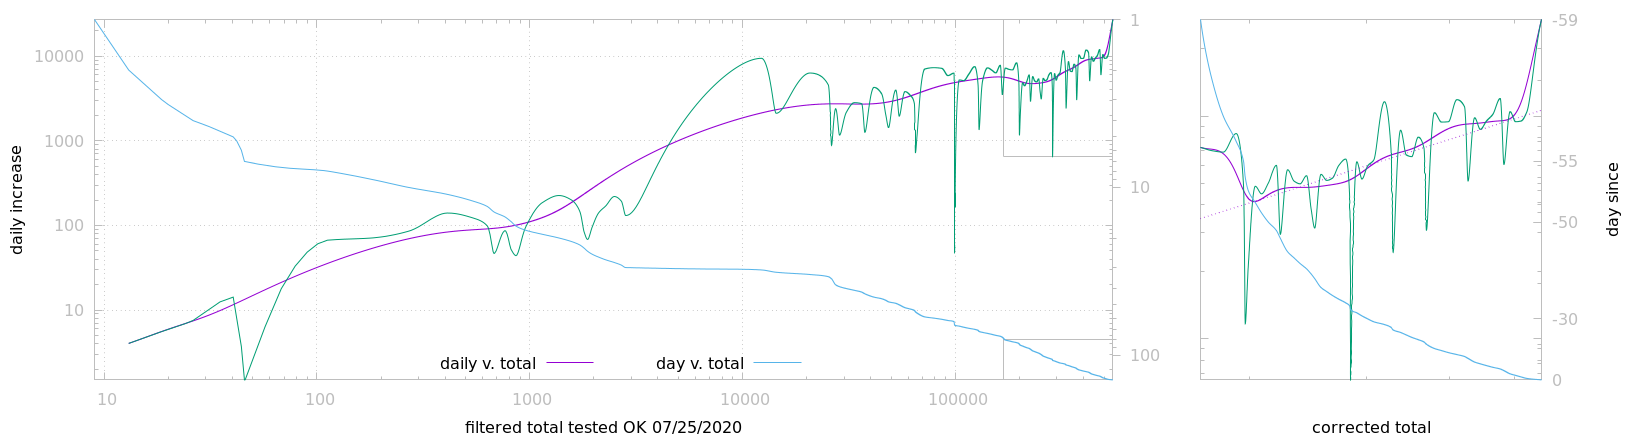 10000
1000
100
10
daily increase
10
100
1000
10000
100000
1
10
100
daily v. total
day v. total
filtered total tested OK 07/25/2020
-59
-55
-50
-30
0
day since
corrected total